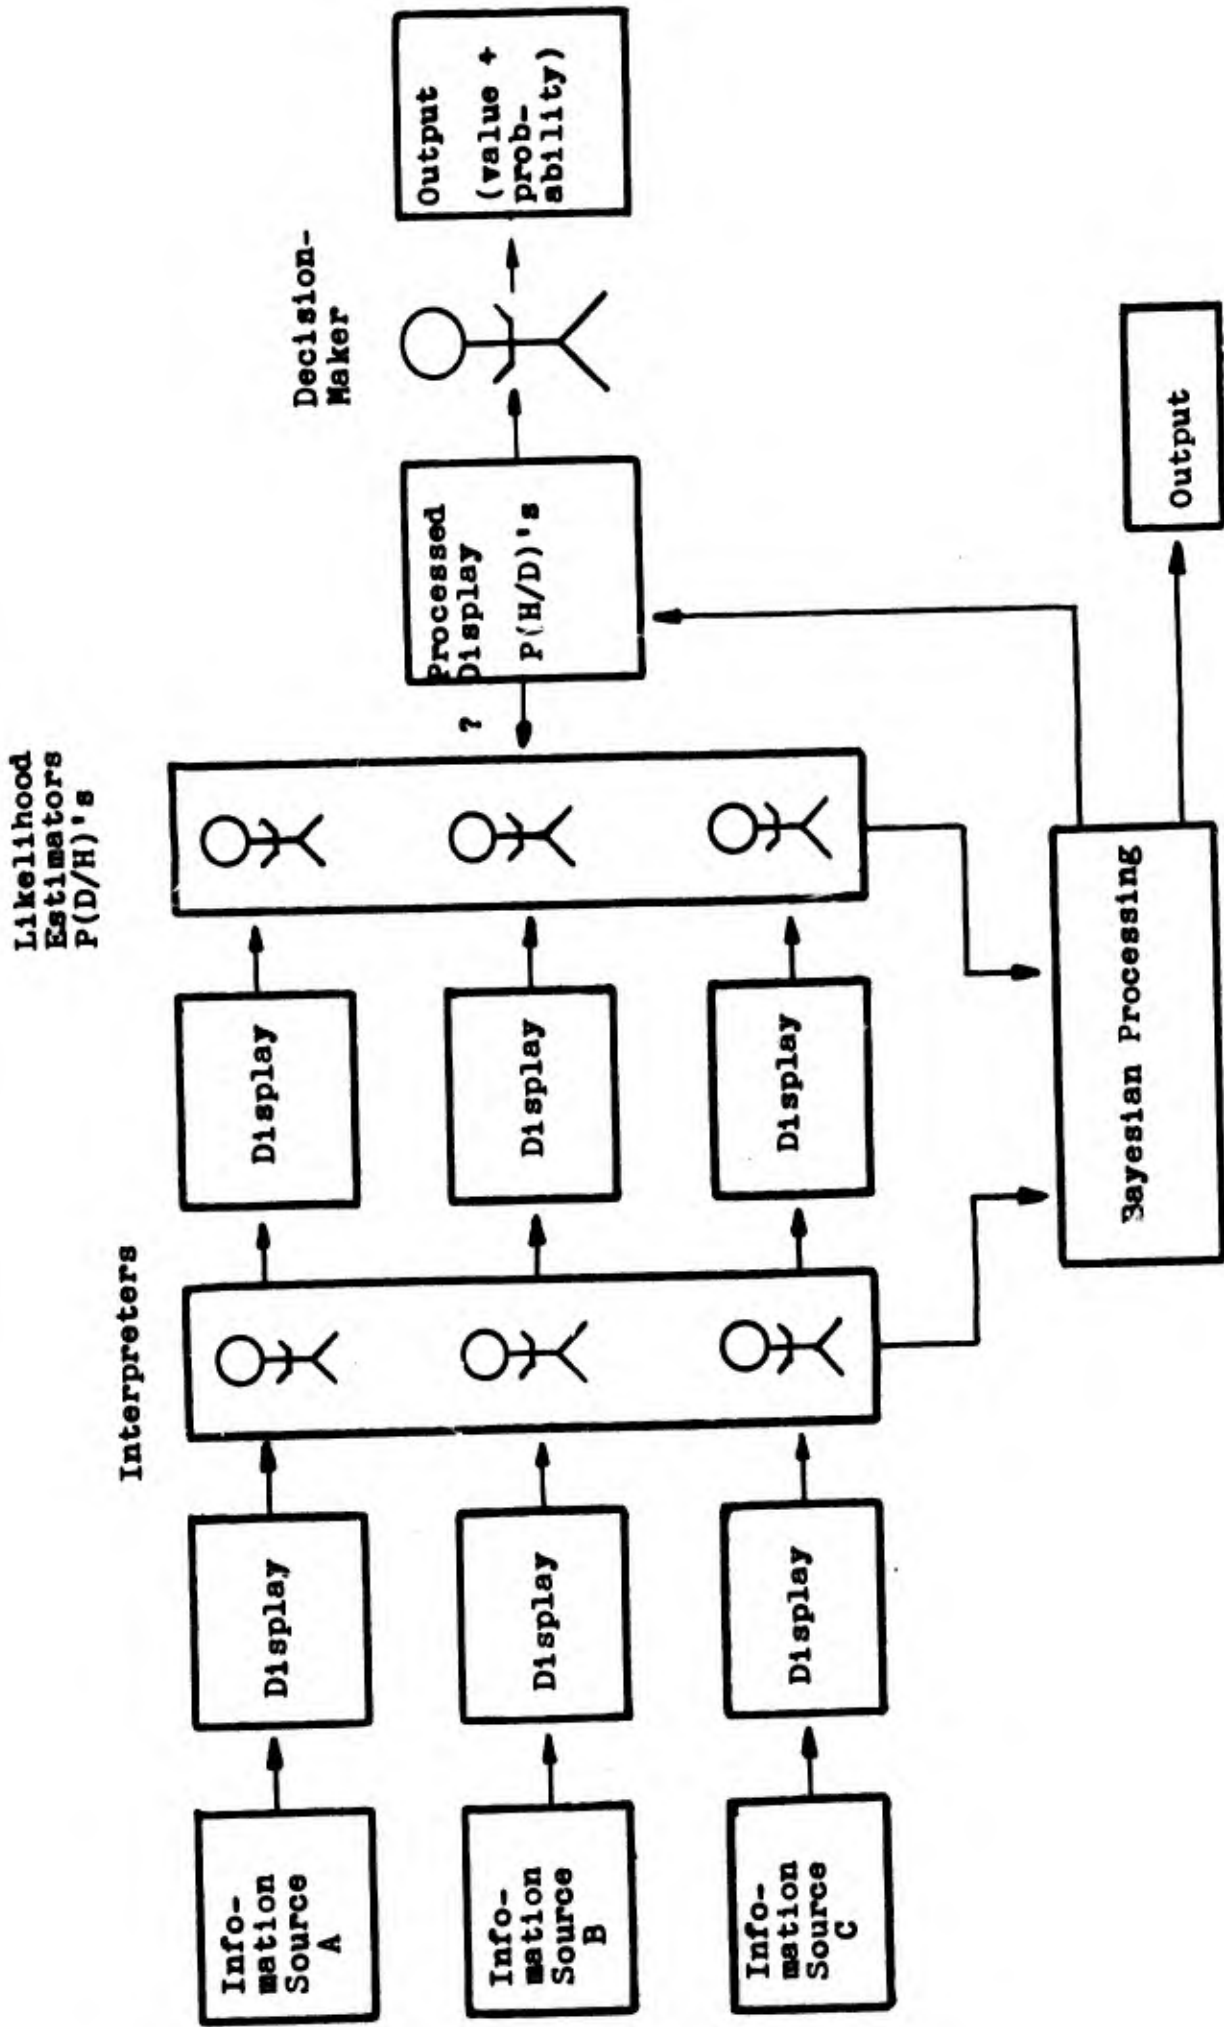 Info-
mation
Source
A
Display
Info-
mation
Source
B
Display
Info-
mation
Source
C
Display
Interpreters
Display
Display
Display
Likelihood
Estimators
P(D/H)'s
?
Processed
Display
P(H/D)'s
Decision-
Maker
Output
(value +
prob-
ability)
Bayesian Processing
Output